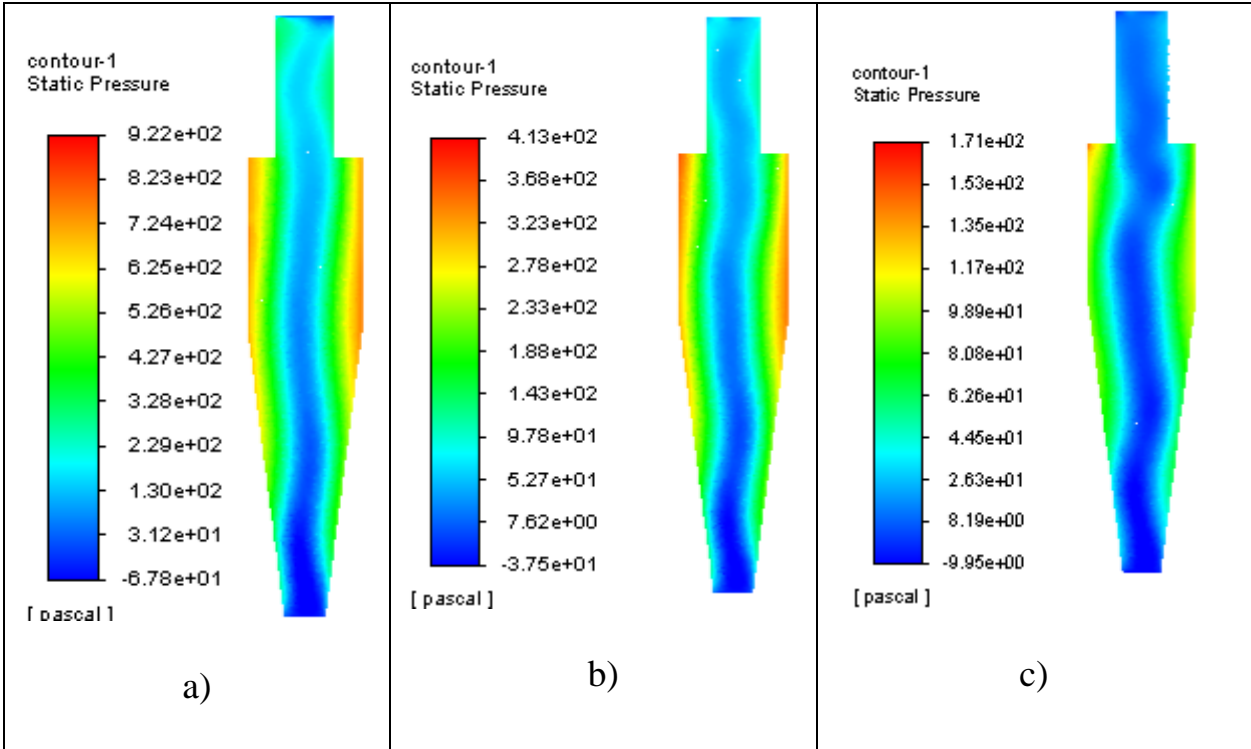 contour-1
Static Pressure
9.22e+02
8.23e+02
7.24e+02
6.25e+02
5.26e+02
4.27e+02
3.28e+02
2.29e+02
1.30e+02
3.12e+01
-6.78e+01
[ pascal ]
a)
contour-1
Static Pressure
4.13e+02
3.68e+02
3.23e+02
2.78e+02
2.33e+02
1.88e+02
1.43e+02
9.78e+01
5.27e+01
7.62e+00
-3.75e+01
[ pascal ]
b)
contour-1
Static Pressure
1.71e+02
1.53e+02
1.35e+02
1.17e+02
9.89e+01
8.08e+01
6.26e+01
4.45e+01
2.63e+01
8.19e+00
-9.95e+00
[ pascal ]
c)